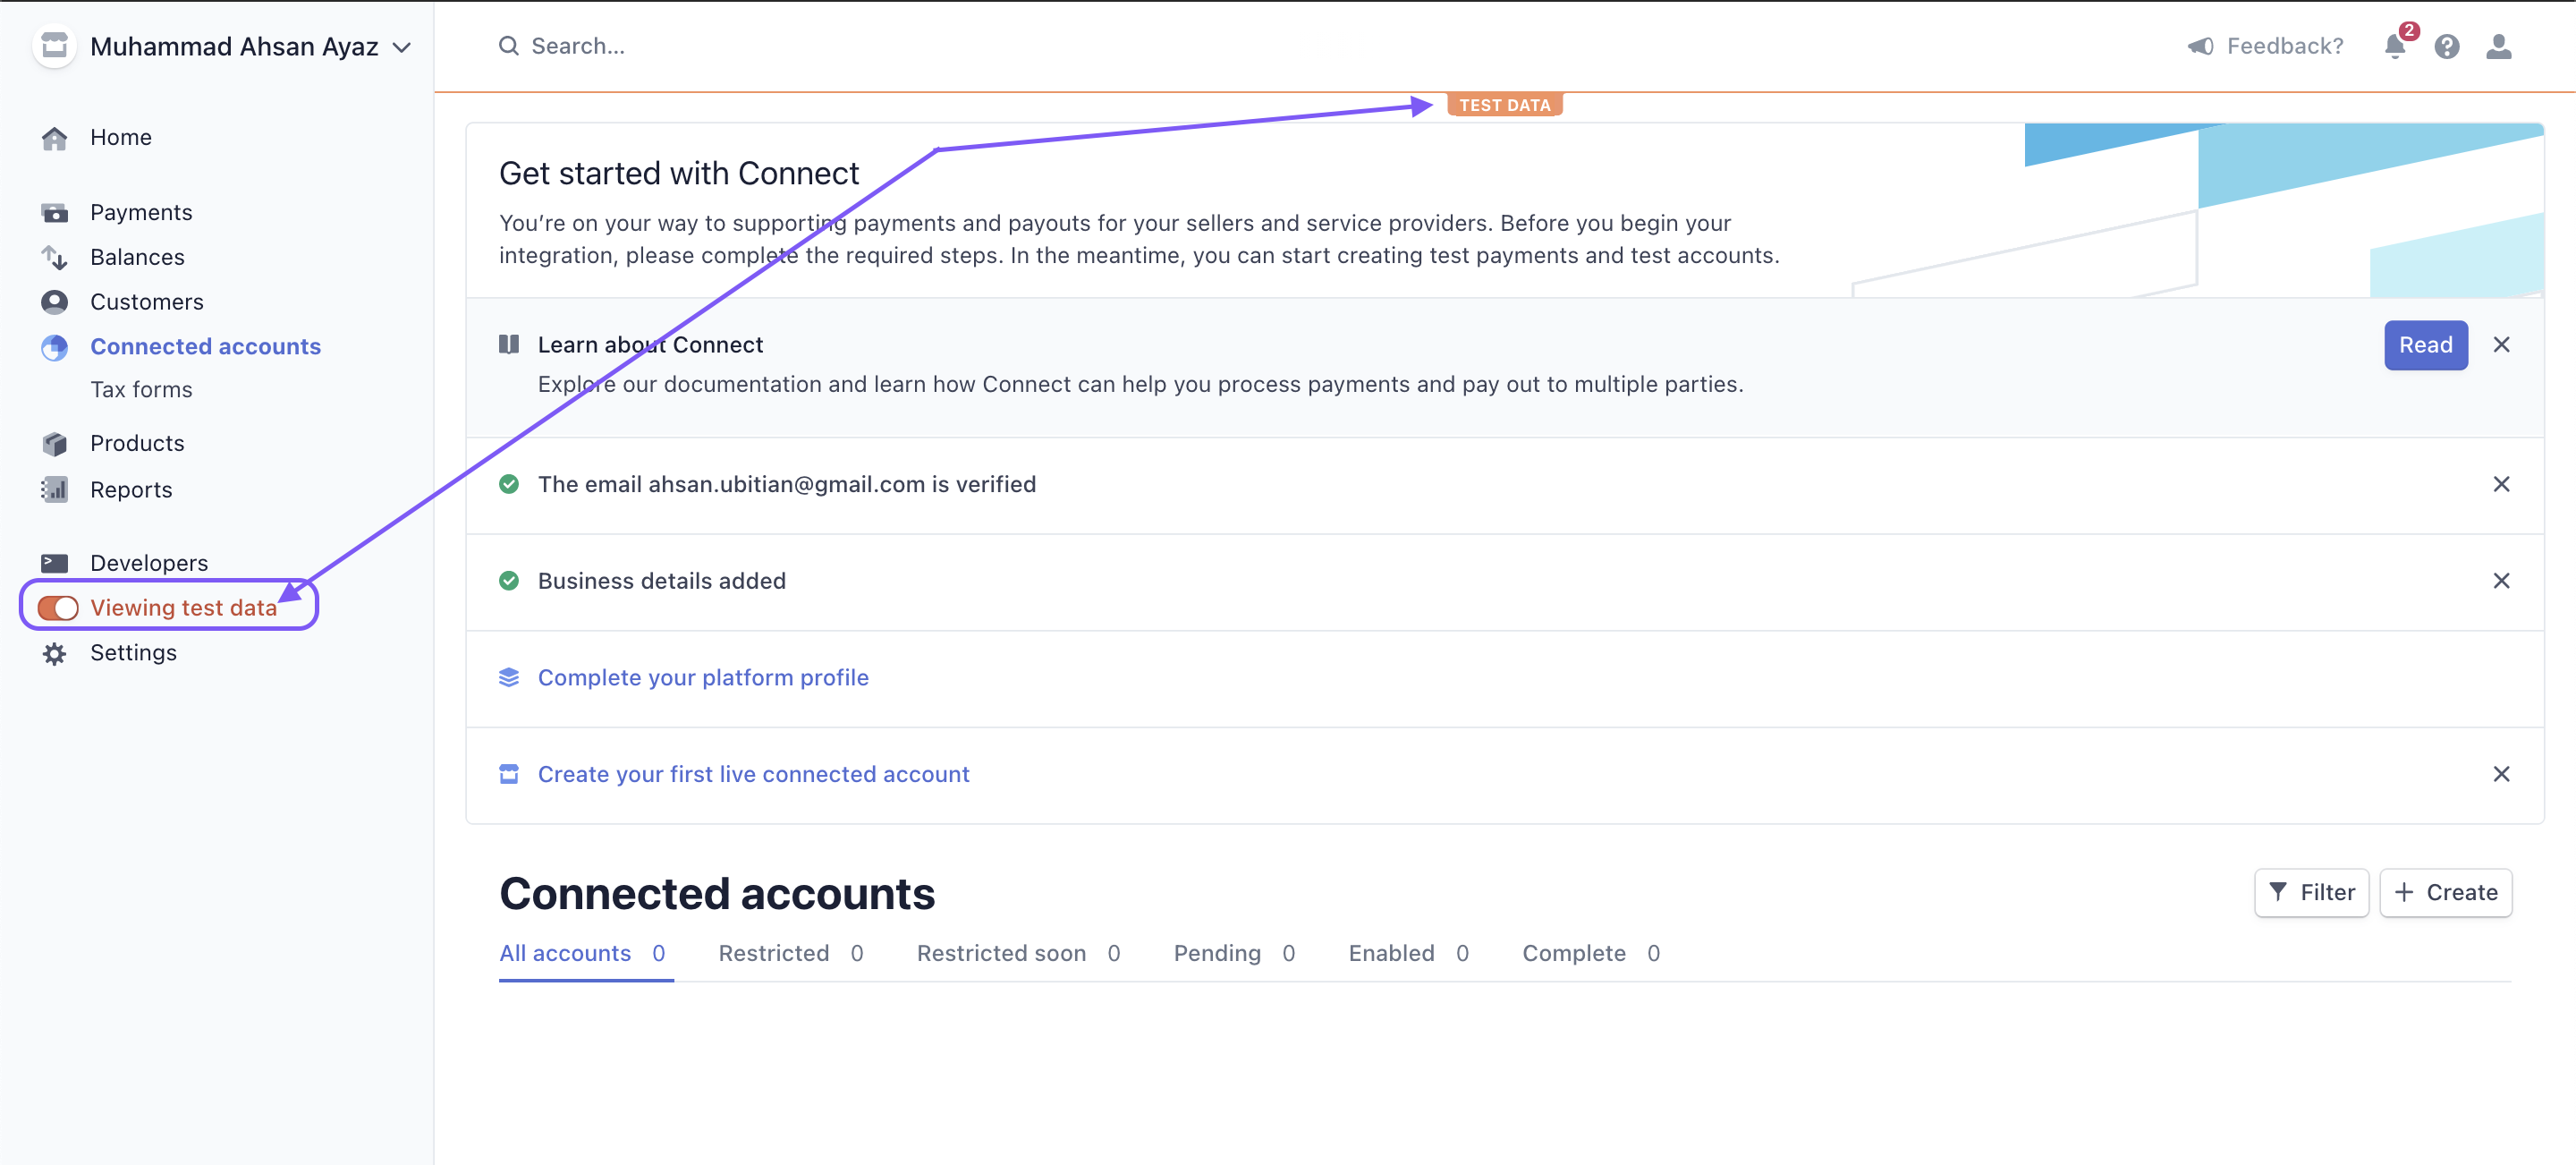 Muhammad Ahsan Ayaz
Home
Payments
Balances
Customers
Connected accounts
Tax forms
Products
Reports
Developers
Viewing test data
Settings
Search...
Feedback?
2
TEST DATA
Get started with Connect
You’re on your way to supporting payments and payouts for your sellers and service providers. Before you begin your
integration, please complete the required steps. In the meantime, you can start creating test payments and test accounts.
Learn about Connect
Read
Explore our documentation and learn how Connect can help you process payments and pay out to multiple parties.
The email ahsan.ubitian@gmail.com is verified
Business details added
Complete your platform profile
Create your first live connected account
Connected accounts
Filter
Create
All accounts 0 Restricted 0 Restricted soon 0 Pending 0 Enabled 0 Complete 0